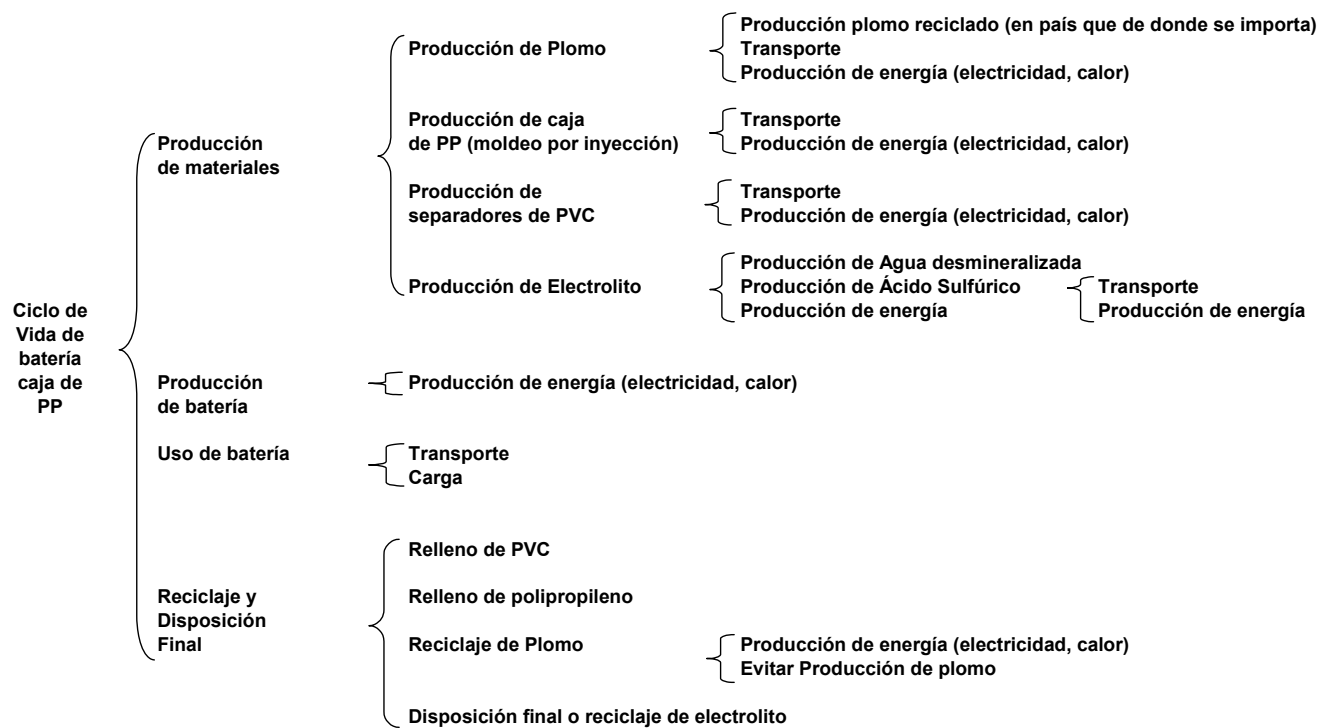 Ciclo de
Vida de
batería
caja de
PP
Producción
de materiales
Producción de Plomo
Producción plomo reciclado (en país que de donde se importa)
Transporte
Producción de energía (electricidad, calor)
Producción de caja
de PP (moldeo por inyección)
Transporte
Producción de energía (electricidad, calor)
Producción de
separadores de PVC
Transporte
Producción de energía (electricidad, calor)
Producción de Electrolito
Producción de Agua desmineralizada
Producción de Ácido Sulfúrico
Producción de energía
Transporte
Producción de energía
Producción
de batería
Producción de energía (electricidad, calor)
Uso de batería
Transporte
Carga
Reciclaje y
Disposición
Final
Relleno de PVC
Relleno de polipropileno
Reciclaje de Plomo
Producción de energía (electricidad, calor)
Evitar Producción de plomo
Disposición final o reciclaje de electrolito